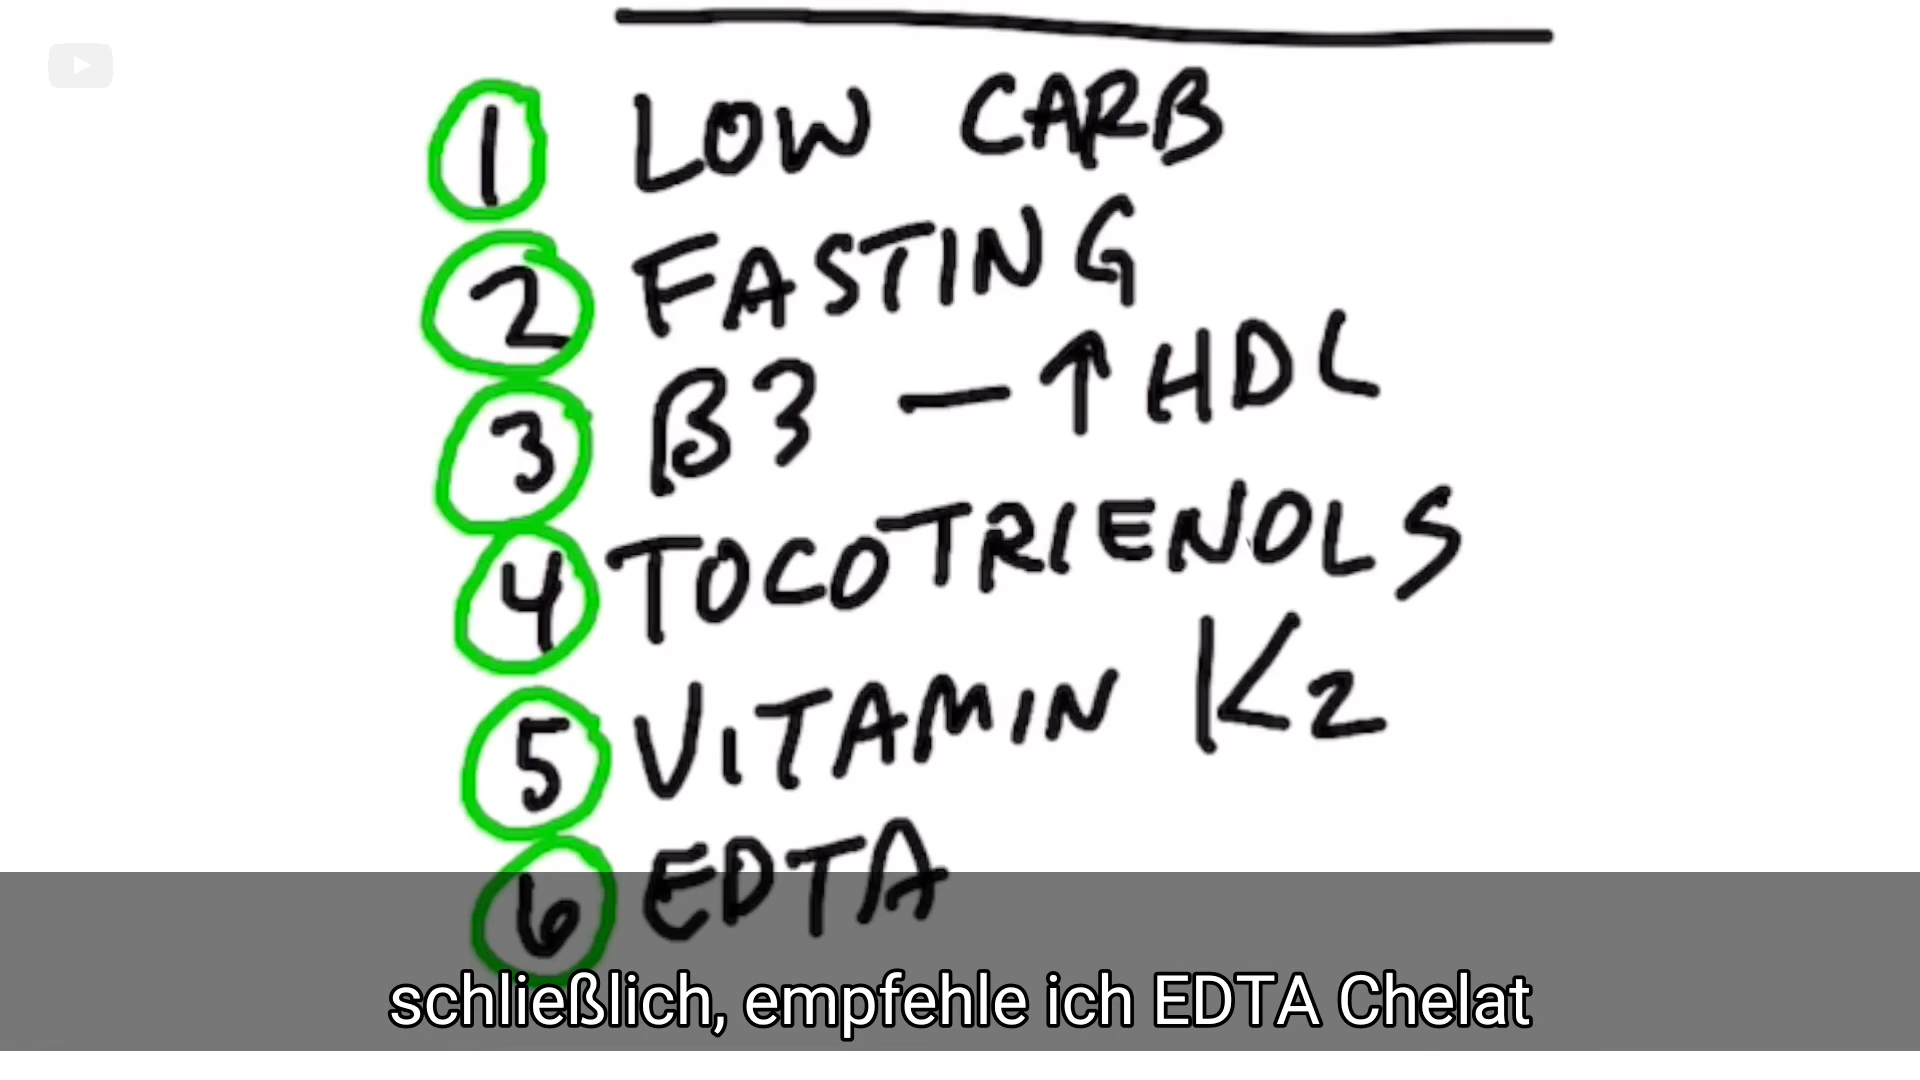 1 LOW CARB
2 FASTING
3 B3 – ↑ HDL
4 TOCOTRIENOLS
5 VITAMIN K2
6 EDTA
schließlich, empfehle ich EDTA Chelat